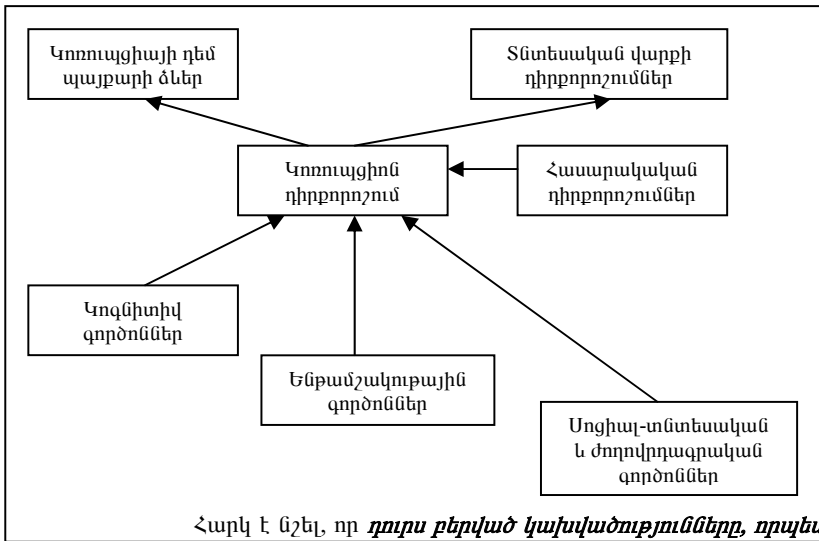 Կոռուպցիայի դեմ
պայքարի ձևեր
Տնտեսական վարքի
դիրքորոշումներ
Կոռուպցիոն
դիրքորոշում
Հասարակական
դիրքորոշումներ
Կոգնիտիվ
գործոններ
Ենթամշակութային
գործոններ
Սոցիալ-տնտեսական
և ժողովրդագրական
գործոններ
Հարկ է նշել, որ դուրս բերված կախվածությունները, որպես